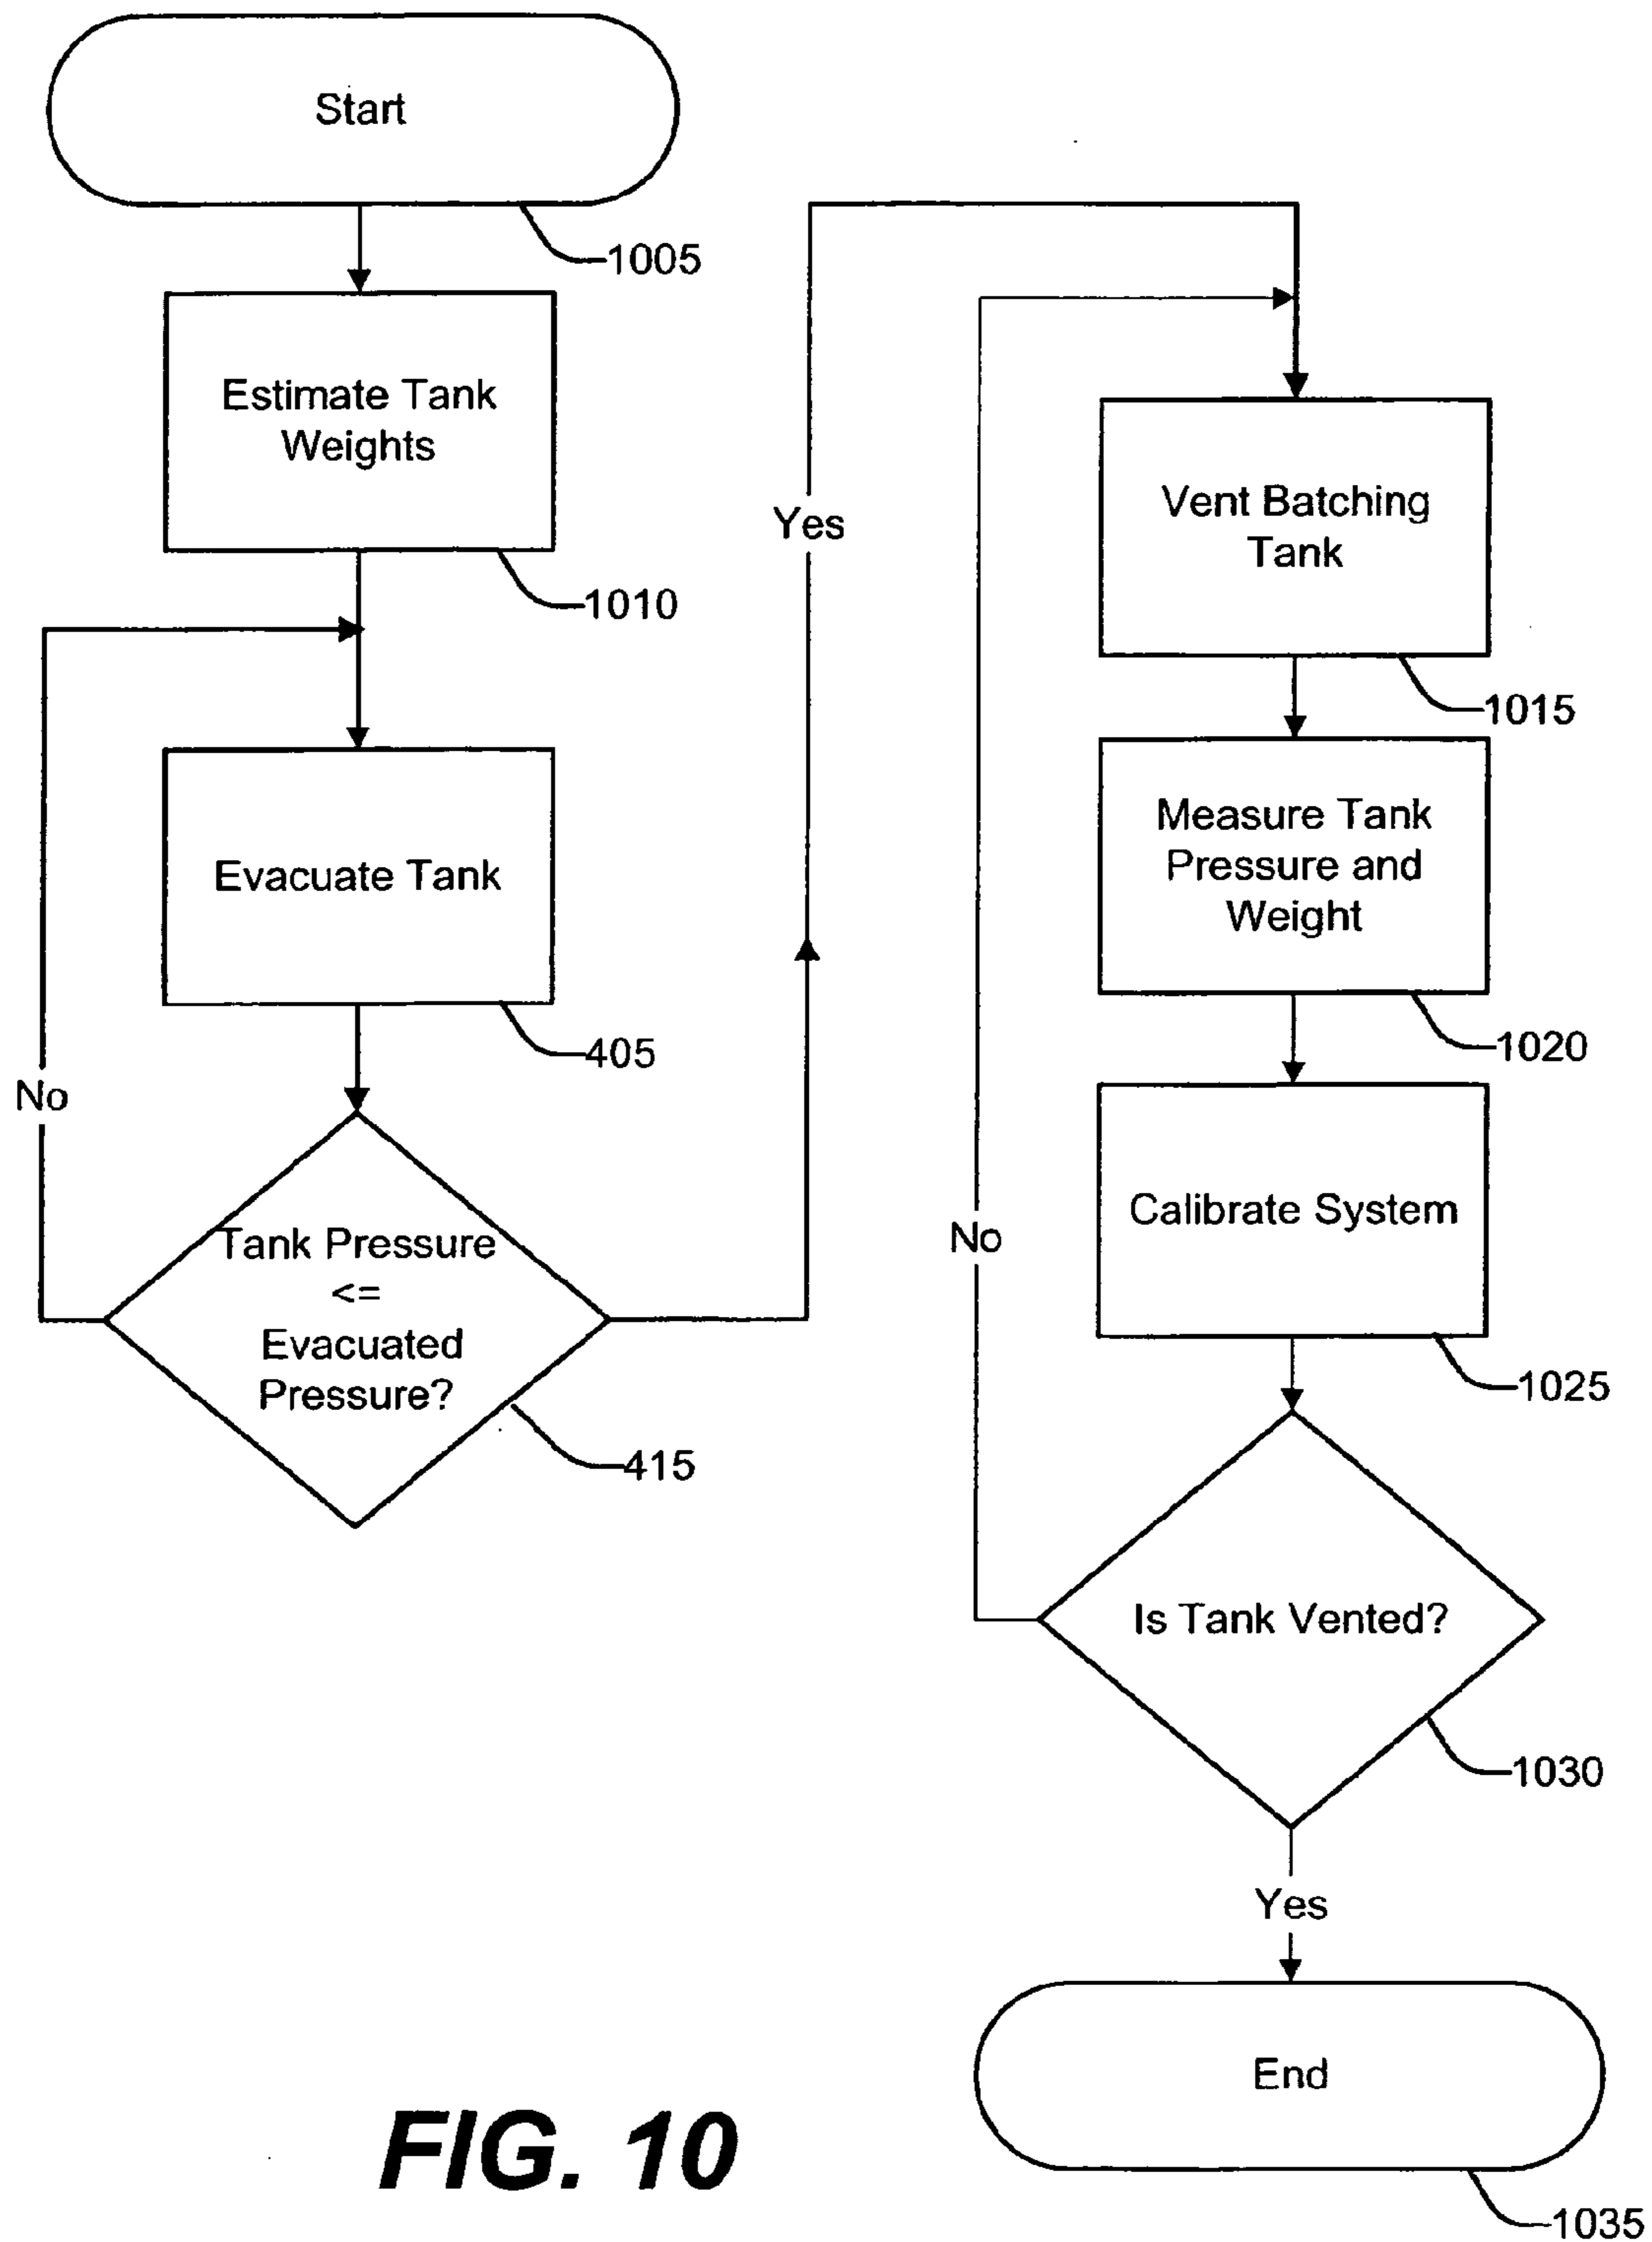 Start
1005
Estimate Tank
Weights
1010
Evacuate Tank
405
No
Tank Pressure
<=
Evacuated
Pressure?
415
Yes
Vent Batching
Tank
1015
Measure Tank
Pressure and
Weight
1020
Calibrate System
1025
No
Is Tank Vented?
1030
Yes
End
1035
FIG. 10